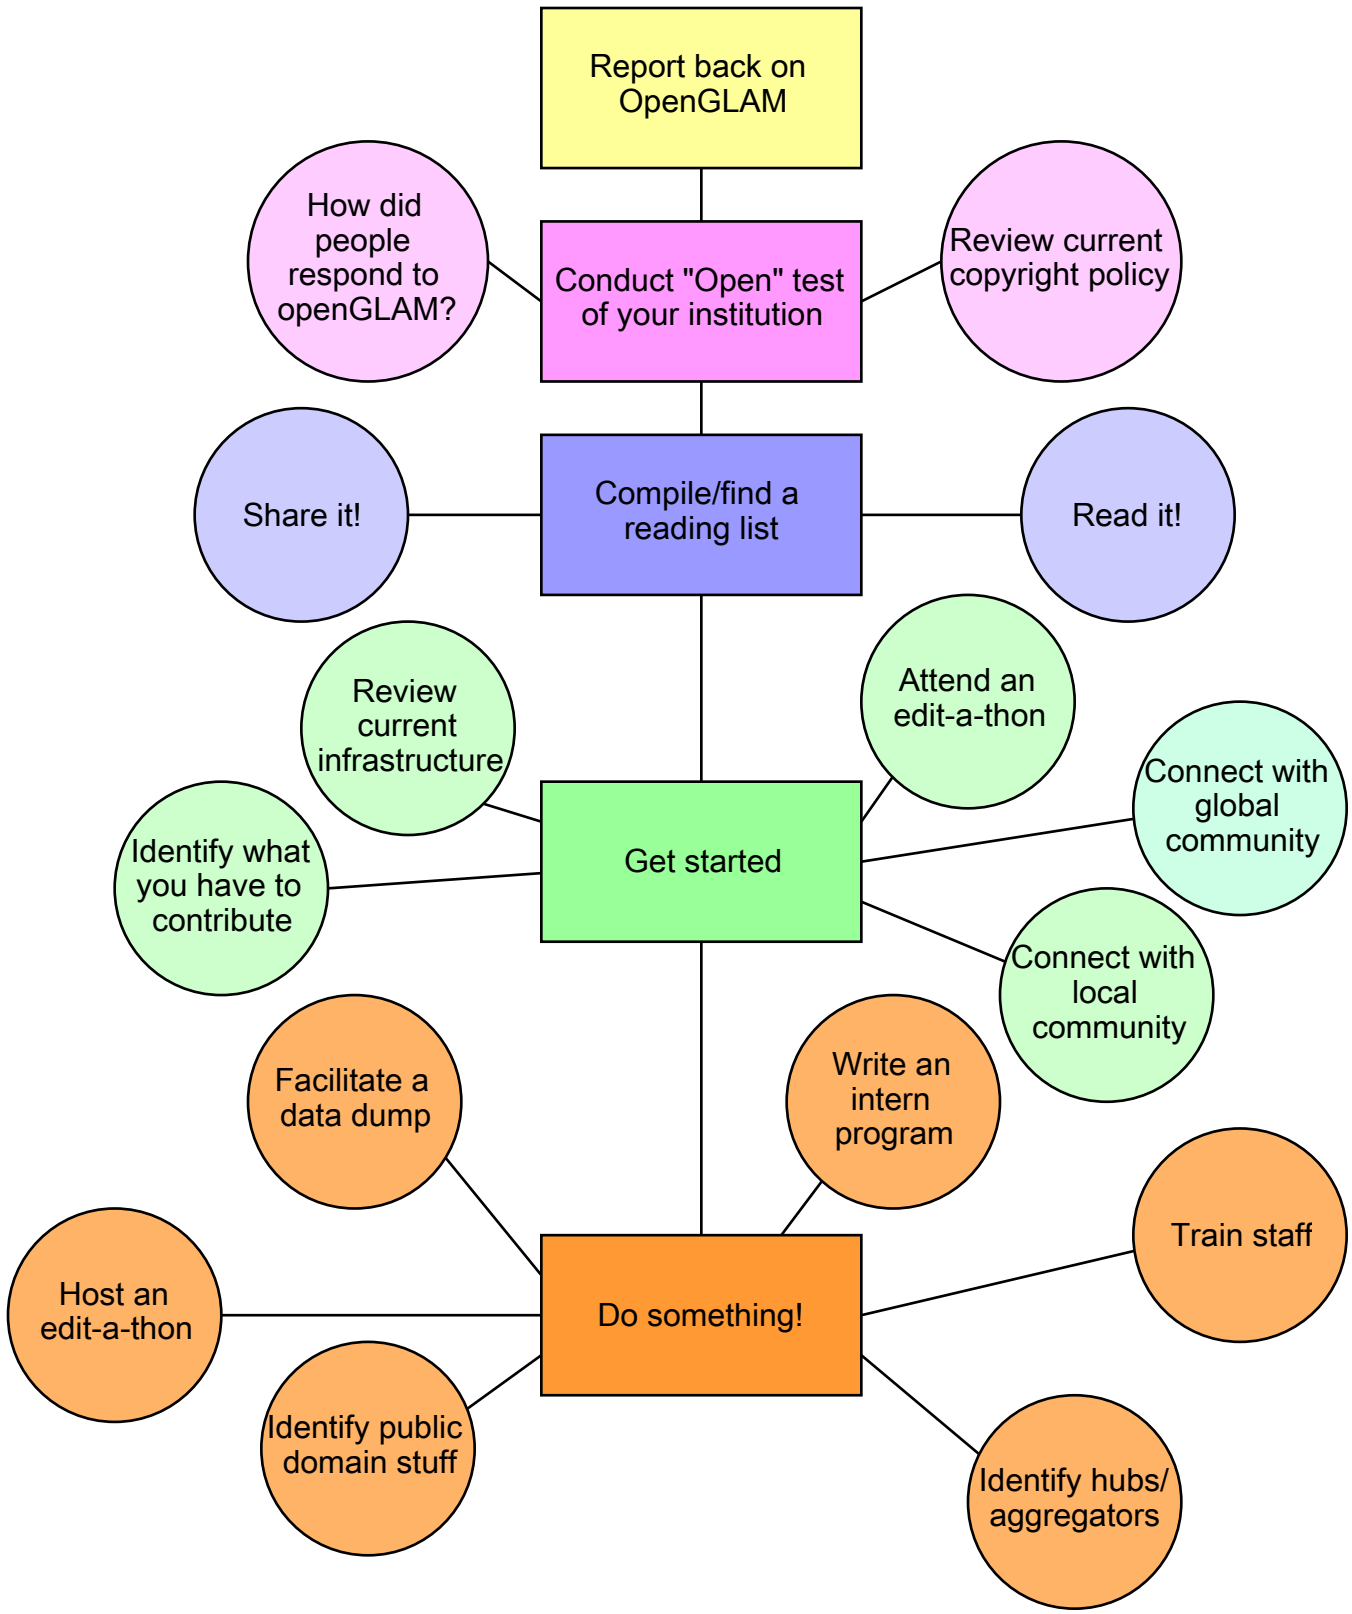 Report back on
OpenGLAM
How did
people
respond to
openGLAM?
Conduct "Open" test
of your institution
Review current
copyright policy
Share it!
Compile/find a
reading list
Read it!
Review
current
infrastructure
Attend an
edit-a-thon
Connect with
global
community
Identify what
you have to
contribute
Get started
Connect with
local
community
Facilitate a
data dump
Write an
intern
program
Train staff
Host an
edit-a-thon
Do something!
Identify public
domain stuff
Identify hubs/
aggregators